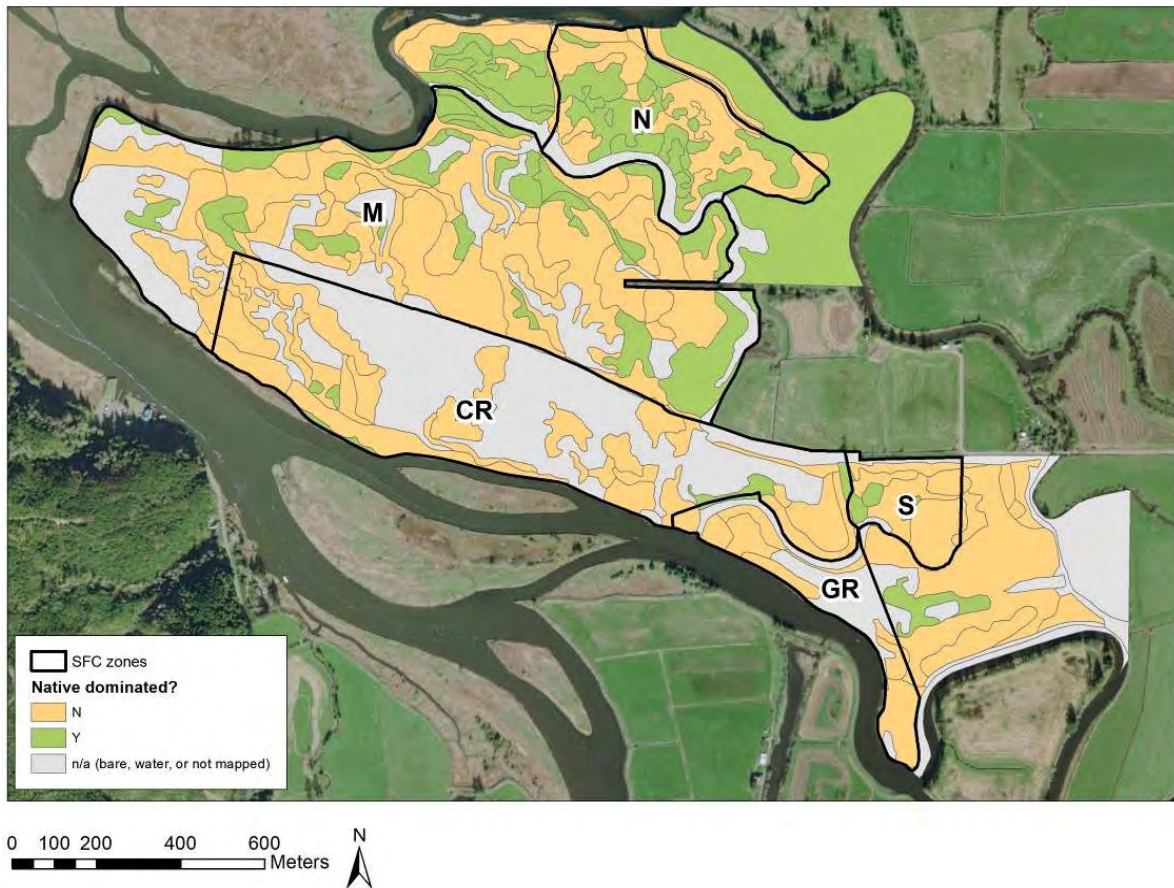 N
M
CR
S
GR
SFC zones
Native dominated?
N
Y
n/a (bare, water, or not mapped)
0 100 200 400 600
Meters
N